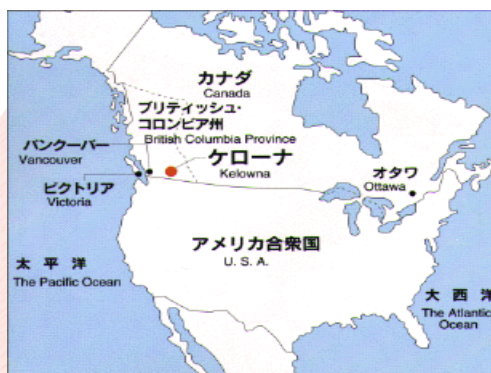 カナダ
Canada
ブリティッシュ・
コロンビア州
British Columbia Province
バンクーバー
Vancouver
ケローナ
Kelowna
ビクトリア
Victoria
オタワ
Ottawa
アメリカ合衆国
U. S. A.
太平洋
The Pacific Ocean
大西洋
The Atlantic
Ocean